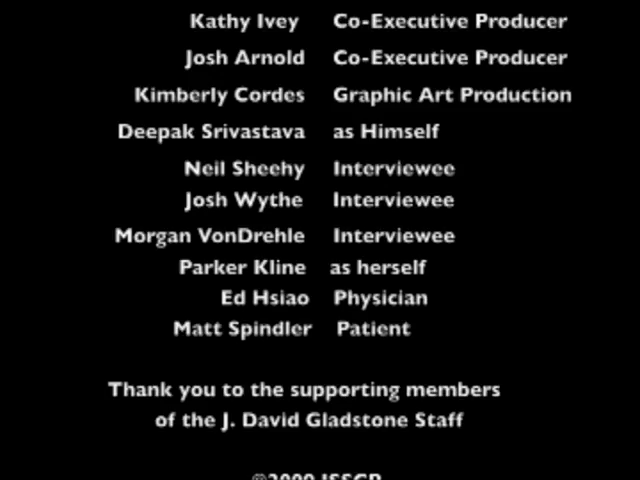 Kathy Ivey Co-Executive Producer
Josh Arnold Co-Executive Producer
Kimberly Cordes Graphic Art Production
Deepak Srivastava as Himself
Neil Sheehy Interviewee
Josh Wythe Interviewee
Morgan VonDrehle Interviewee
Parker Kline as herself
Ed Hsiao Physician
Matt Spindler Patient
Thank you to the supporting members
of the J. David Gladstone Staff
©2009 ISSCR